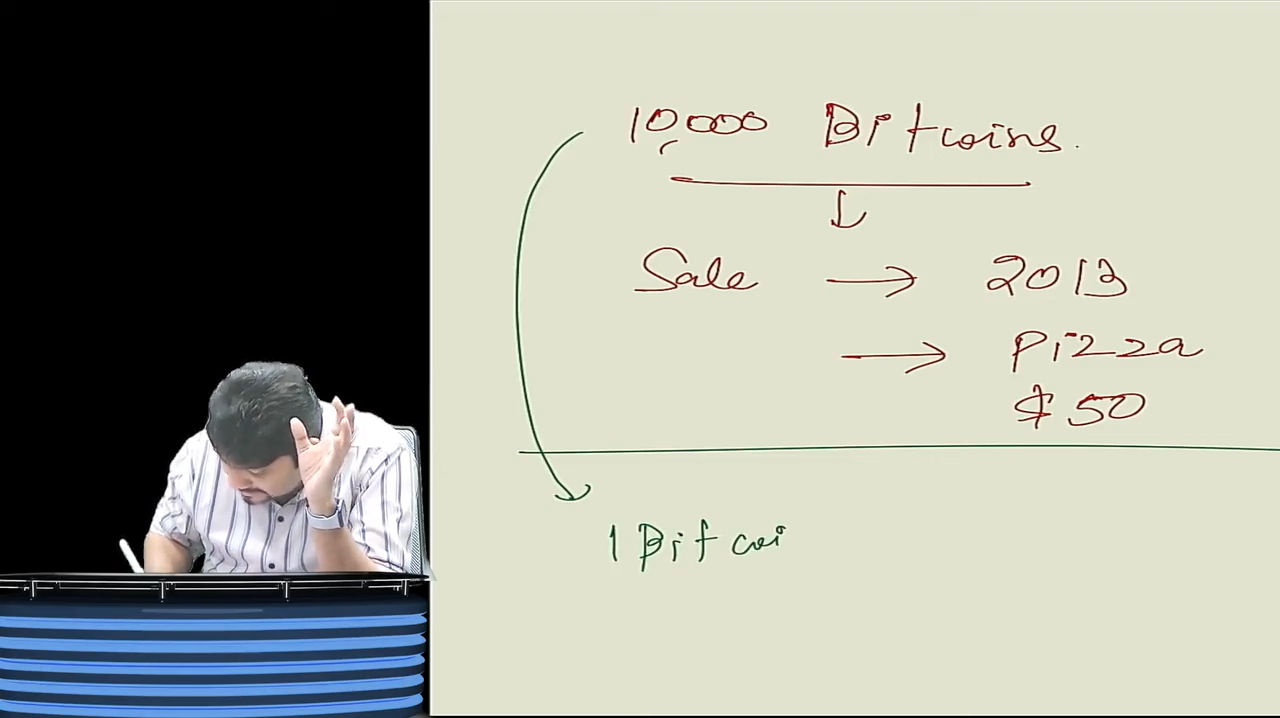 10,000 Bitcoins.
Sale → 2013
→ Pizza
$50
1 Bitcoi